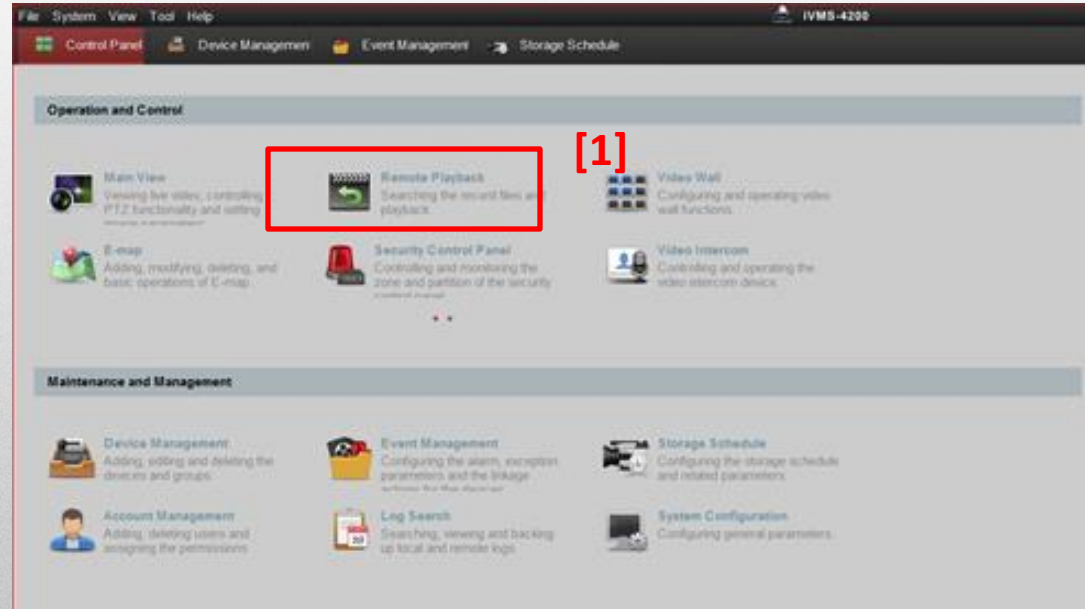 File System View Tool Help
iVMS-4200
Control Panel Device Managemen Event Management Storage Schedule
Operation and Control
[1]
Main View
Viewing live video, controlling
PTZ functionality and setting
Remote Playback
Searching the record files and
playback.
Video Wall
Configuring and operating video
wall functions.
E-map
Adding, modifying, deleting, and
basic operations of E-map.
Security Control Panel
Controlling and monitoring the
zone and partition of the security
Video Intercom
Controlling and operating the
video intercom device.
Maintenance and Management
Device Management
Adding, editing and deleting the
devices and groups.
Event Management
Configuring the alarm, exception
parameters and the linkage
Storage Schedule
Configuring the storage schedule
and related parameters.
Account Management
Adding, deleting users and
assigning the permissions.
Log Search
Searching, viewing and backing
up local and remote logs.
System Configuration
Configuring general parameters.